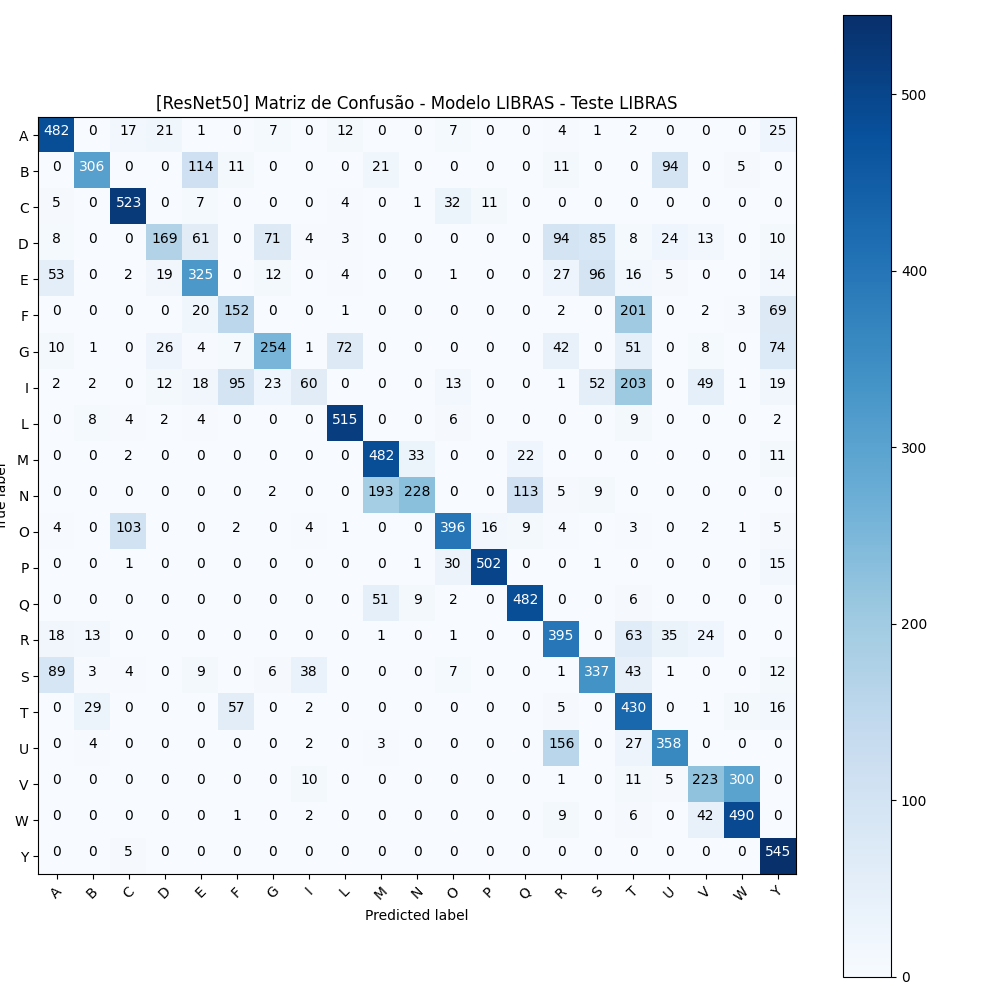 [ResNet50] Matriz de Confusão - Modelo LIBRAS - Teste LIBRAS
A 482 0 17 21 1 0 7 0 12 0 0 7 0 0 4 1 2 0 0 0 25
B 0 306 0 0 114 11 0 0 0 21 0 0 0 0 11 0 0 94 0 5 0
C 5 0 523 0 7 0 0 0 4 0 1 32 11 0 0 0 0 0 0 0 0
D 8 0 0 169 61 0 71 4 3 0 0 0 0 0 94 85 8 24 13 0 10
E 53 0 2 19 325 0 12 0 4 0 0 1 0 0 27 96 16 5 0 0 14
F 0 0 0 0 20 152 0 0 1 0 0 0 0 0 2 0 201 0 2 3 69
G 10 1 0 26 4 7 254 1 72 0 0 0 0 0 42 0 51 0 8 0 74
I 2 2 0 12 18 95 23 60 0 0 0 13 0 0 1 52 203 0 49 1 19
L 0 8 4 2 4 0 0 0 515 0 0 6 0 0 0 0 9 0 0 0 2
M 0 0 2 0 0 0 0 0 0 482 33 0 0 22 0 0 0 0 0 0 11
N 0 0 0 0 0 0 2 0 0 193 228 0 0 113 5 9 0 0 0 0 0
O 4 0 103 0 0 2 0 4 1 0 0 396 16 9 4 0 3 0 2 1 5
P 0 0 1 0 0 0 0 0 0 0 1 30 502 0 0 1 0 0 0 0 15
Q 0 0 0 0 0 0 0 0 0 51 9 2 0 482 0 0 6 0 0 0 0
R 18 13 0 0 0 0 0 0 0 1 0 1 0 0 395 0 63 35 24 0 0
S 89 3 4 0 9 0 6 38 0 0 0 7 0 0 1 337 43 1 0 0 12
T 0 29 0 0 0 57 0 2 0 0 0 0 0 0 5 0 430 0 1 10 16
U 0 4 0 0 0 0 0 2 0 3 0 0 0 0 156 0 27 358 0 0 0
V 0 0 0 0 0 0 0 10 0 0 0 0 0 0 1 0 11 5 223 300 0
W 0 0 0 0 0 1 0 2 0 0 0 0 0 0 9 0 6 0 42 490 0
Y 0 0 5 0 0 0 0 0 0 0 0 0 0 0 0 0 0 0 0 0 545
A B C D E F G I L M N O P Q R S T U V W Y
Predicted label
True label
500
400
300
200
100
0